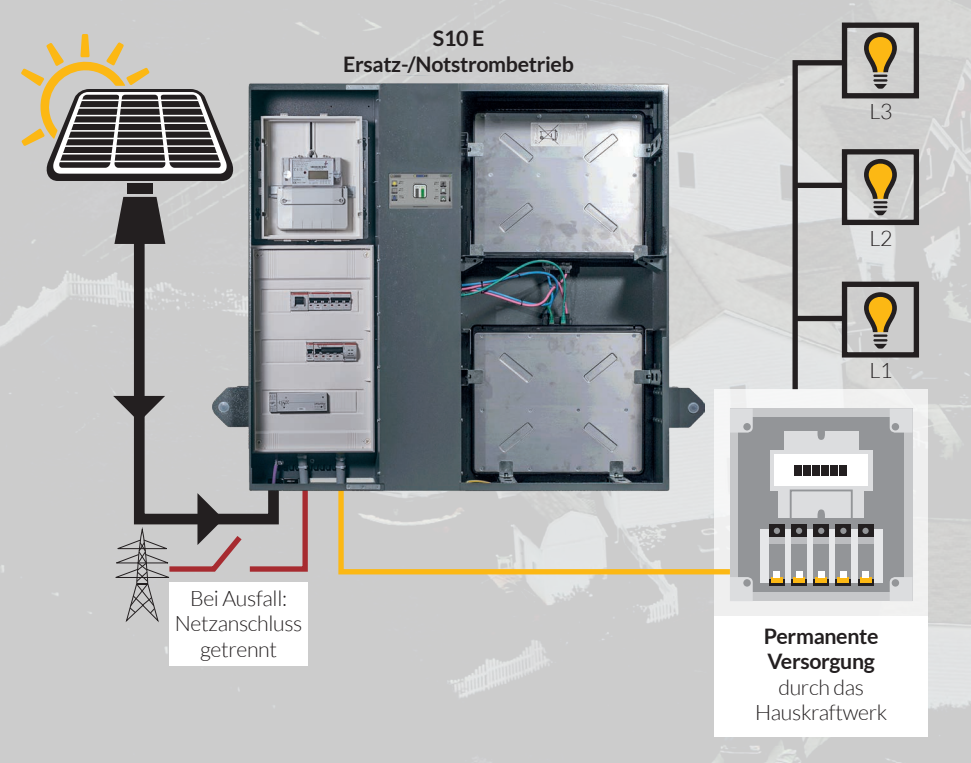 S10 E
Ersatz-/Notstrombetrieb
L3
L2
L1
Bei Ausfall:
Netzanschluss
getrennt
Permanente
Versorgung
durch das
Hauskraftwerk